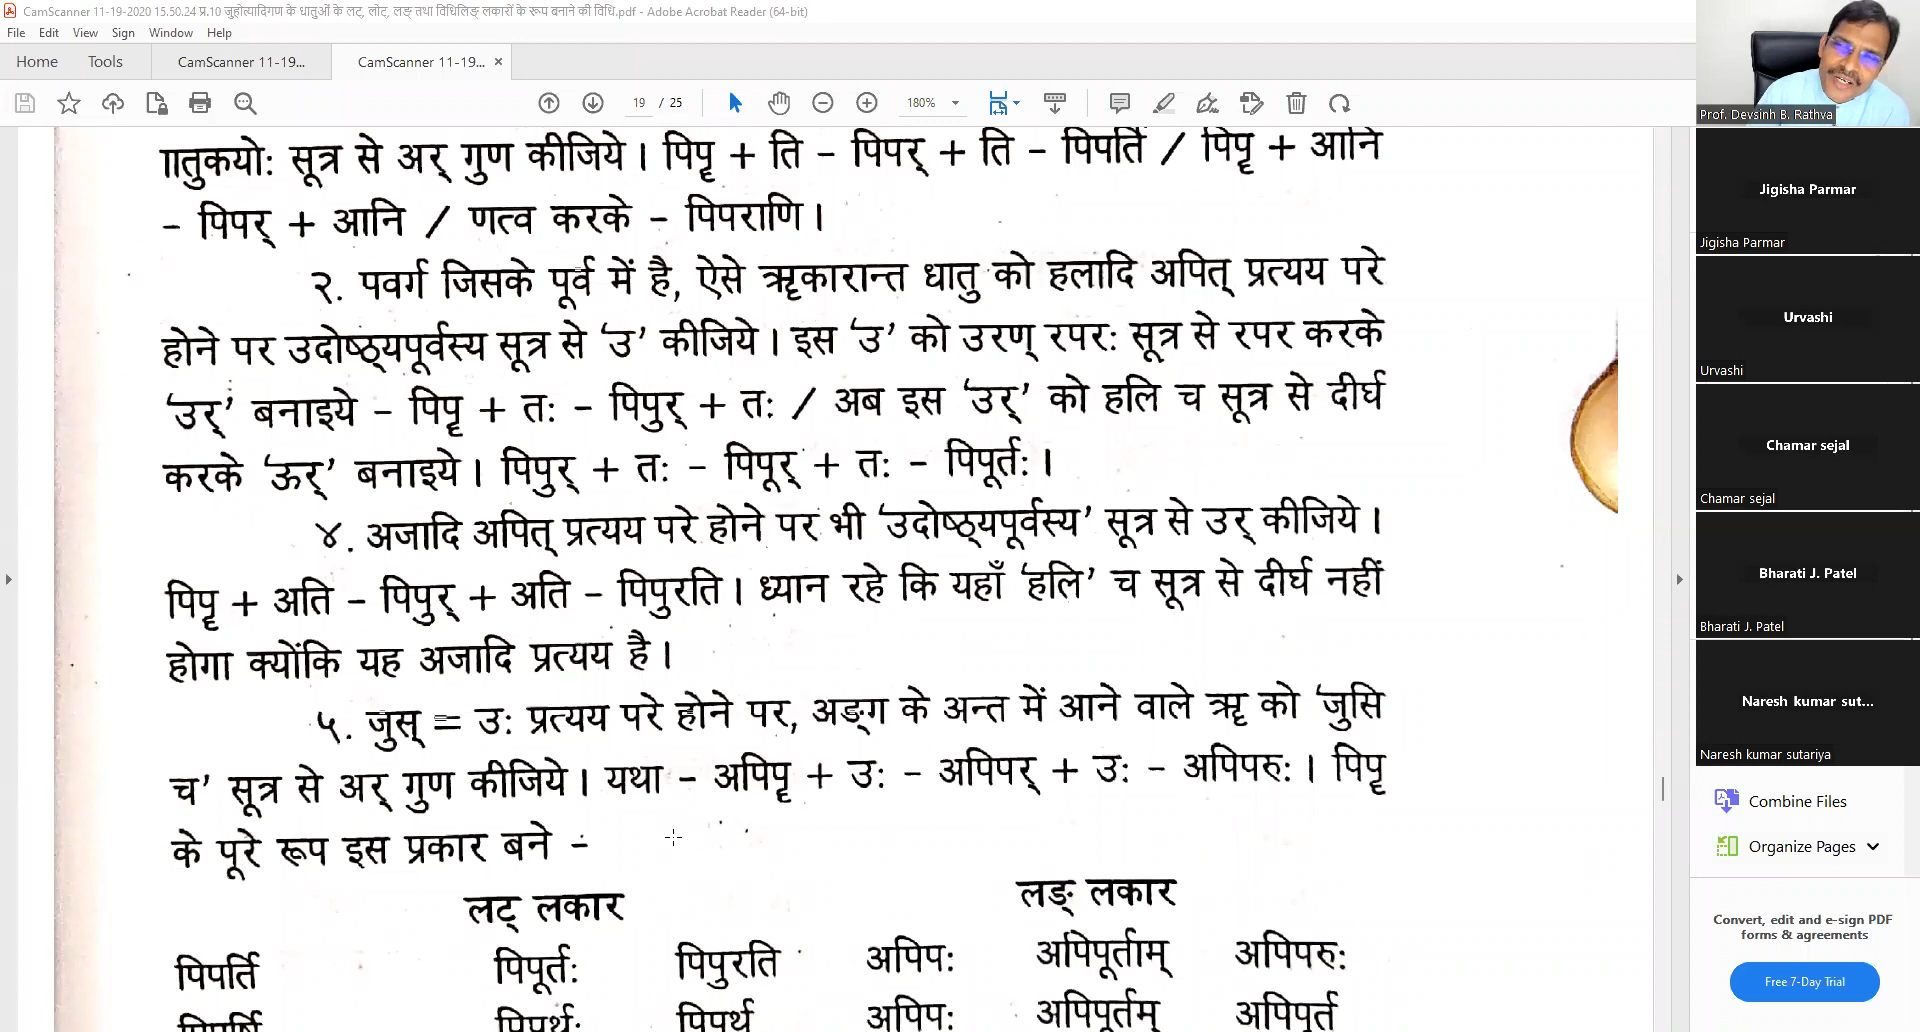 CamScanner 11-19-2020 15.50.24 प्र.10 जुहोत्यादिगण के धातुओं के लट्, लोट्, लङ् तथा विधिलिङ् लकारों के रूप बनाने की विधि.pdf - Adobe Acrobat Reader (64-bit)
File Edit View Sign Window Help
Home Tools CamScanner 11-19... CamScanner 11-19... ×
19 / 25 180%
ातुकयो: सूत्र से अर् गुण कीजिये। पिपॄ + ति - पिपर् + ति - पिपर्ति / पिपॄ + आनि
- पिपर् + आनि / णत्व करके - पिपराणि।
२. पवर्ग जिसके पूर्व में है, ऐसे ॠकारान्त धातु को हलादि अपित् प्रत्यय परे
होने पर उदोष्ठ्यपूर्वस्य सूत्र से 'उ' कीजिये। इस 'उ' को उरण् रपर: सूत्र से रपर करके
'उर्' बनाइये - पिपॄ + त: - पिपुर् + त: / अब इस 'उर्' को हलि च सूत्र से दीर्घ
करके 'ऊर्' बनाइये। पिपुर् + त: - पिपूर् + त: - पिपूर्त:।
४. अजादि अपित् प्रत्यय परे होने पर भी 'उदोष्ठ्यपूर्वस्य' सूत्र से उर् कीजिये।
पिपॄ + अति - पिपुर् + अति - पिपुरति। ध्यान रहे कि यहाँ 'हलि' च सूत्र से दीर्घ नहीं
होगा क्योंकि यह अजादि प्रत्यय है।
५. जुस् = उ: प्रत्यय परे होने पर, अङ्ग के अन्त में आने वाले ॠ को 'जुसि
च' सूत्र से अर् गुण कीजिये। यथा - अपिपॄ + उ: - अपिपर् + उ: - अपिपरु:। पिपॄ
के पूरे रूप इस प्रकार बने -
लट् लकार लङ् लकार
पिपर्ति पिपूर्त: पिपुरति अपिप: अपिपूर्ताम् अपिपरु:
पिपर्षि पिपूर्थ: पिपूर्थ अपिप: अपिपूर्तम् अपिपूर्त
Prof. Devsinh B. Rathva
Jigisha Parmar
Jigisha Parmar
Urvashi
Urvashi
Chamar sejal
Chamar sejal
Bharati J. Patel
Bharati J. Patel
Naresh kumar sut...
Naresh kumar sutariya
Combine Files
Organize Pages
Convert, edit and e-sign PDF
forms & agreements
Free 7-Day Trial